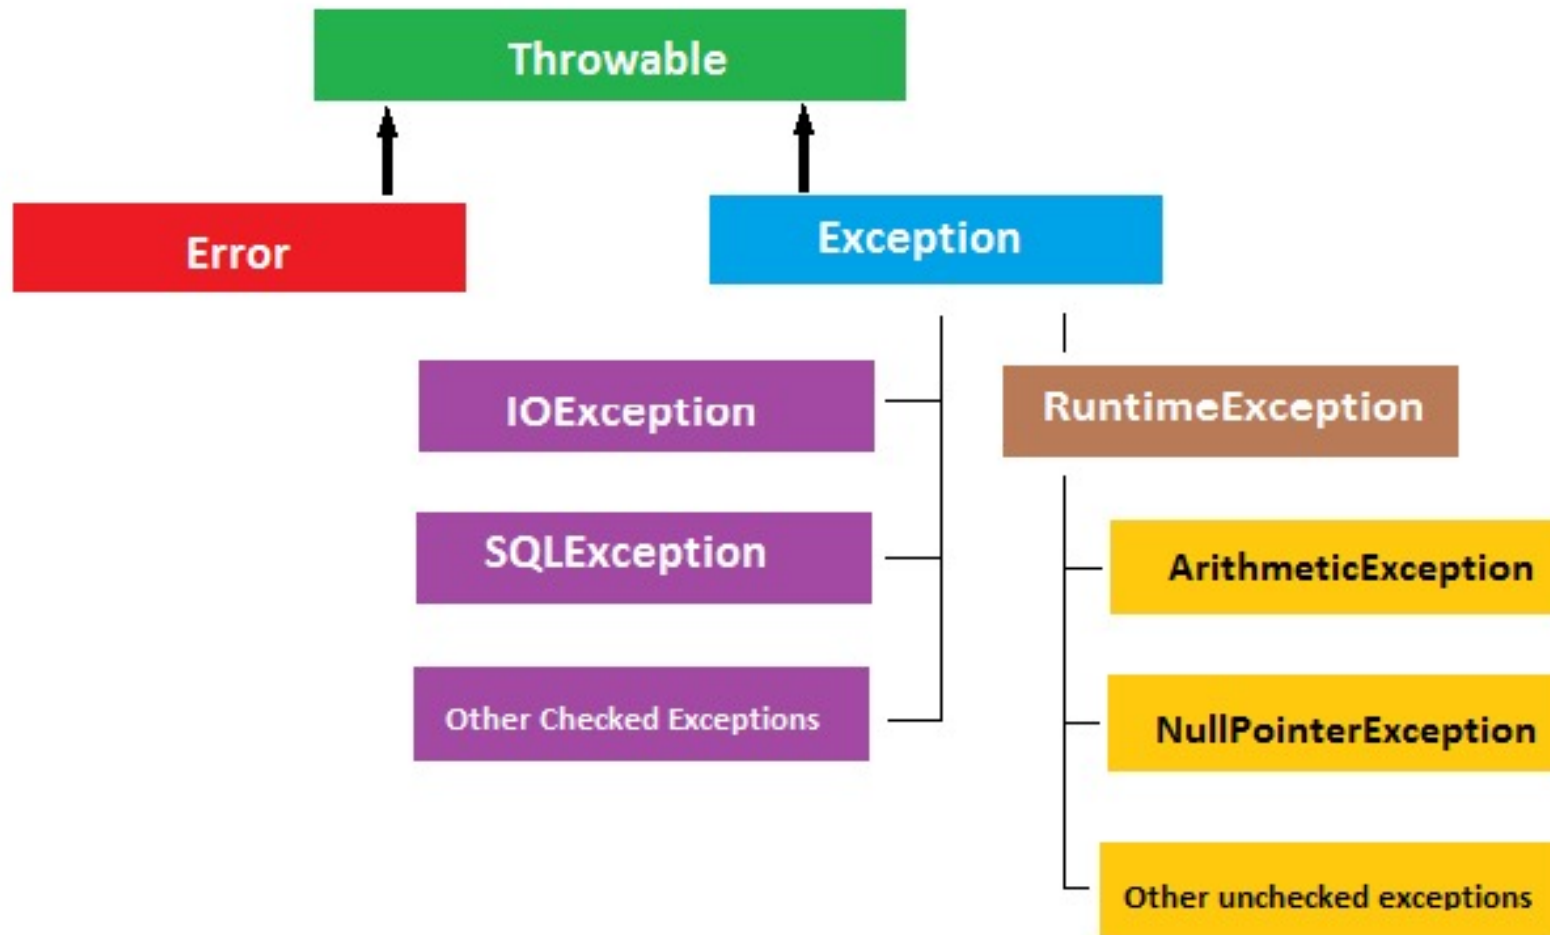 Throwable
Error
Exception
IOException
RuntimeException
SQLException
ArithmeticException
Other Checked Exceptions
NullPointerException
Other unchecked exceptions